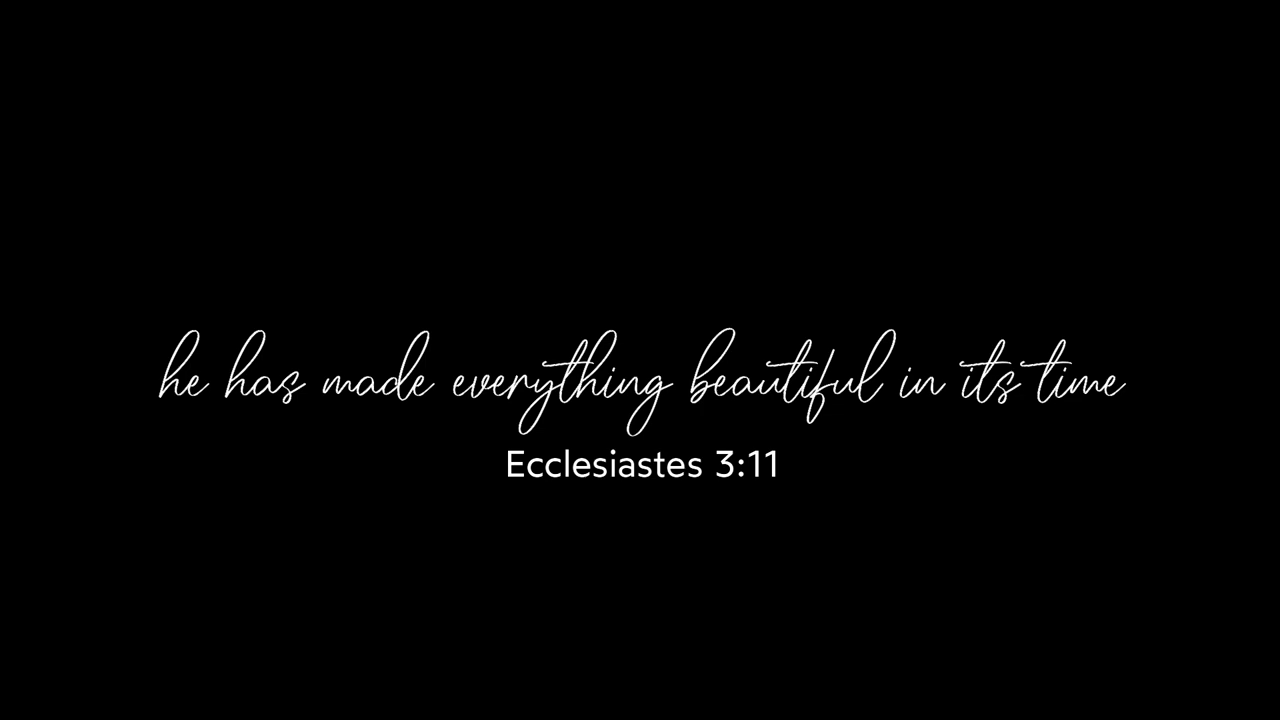 he has made everything beautiful in its time
Ecclesiastes 3:11